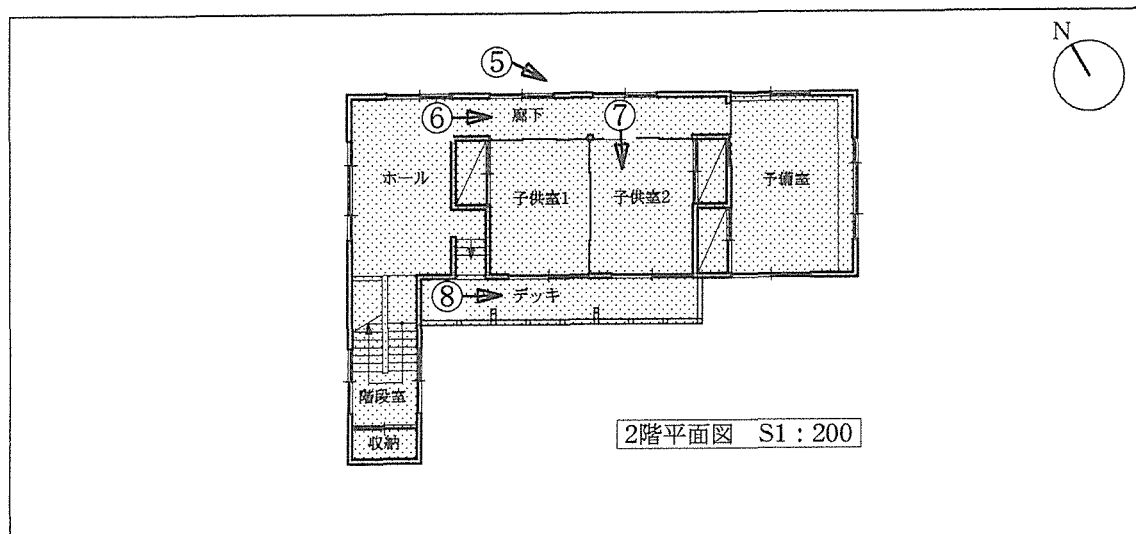 N
⑤
⑥
廊下
⑦
ホール
子供室1
子供室2
予備室
⑧
デッキ
階段室
収納
2階平面図 S1:200